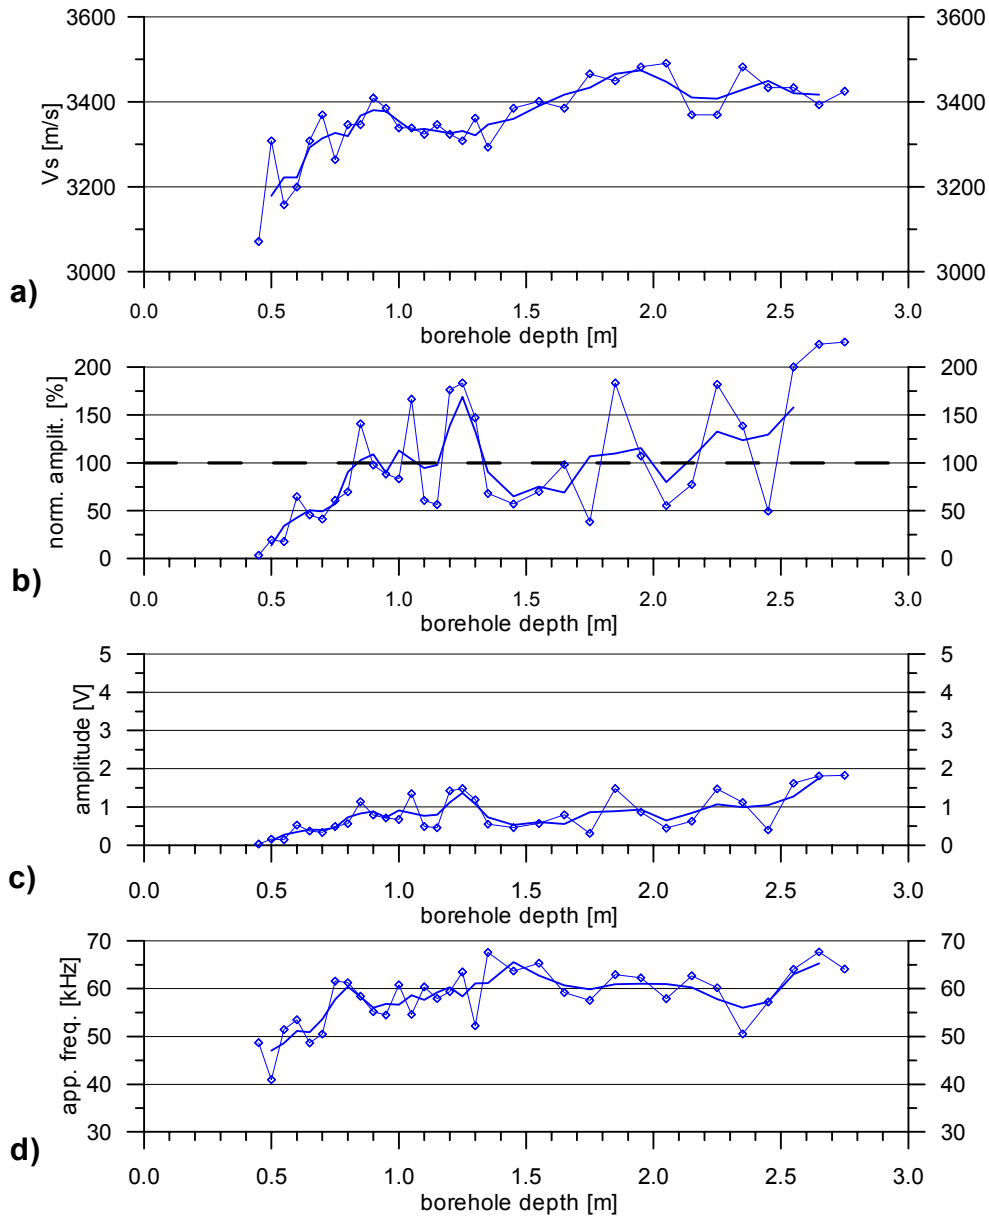 3600 3600
3400 3400
3200 3200
3000 3000
Vs [m/s]
a)
0.0 0.5 1.0 1.5 2.0 2.5 3.0
borehole depth [m]
200 200
150 150
100 100
50 50
0 0
norm. amplit. [%]
b)
0.0 0.5 1.0 1.5 2.0 2.5 3.0
borehole depth [m]
5 5
4 4
3 3
2 2
1 1
0 0
amplitude [V]
c)
0.0 0.5 1.0 1.5 2.0 2.5 3.0
borehole depth [m]
70 70
60 60
50 50
40 40
30 30
app. freq. [kHz]
d)
0.0 0.5 1.0 1.5 2.0 2.5 3.0
borehole depth [m]